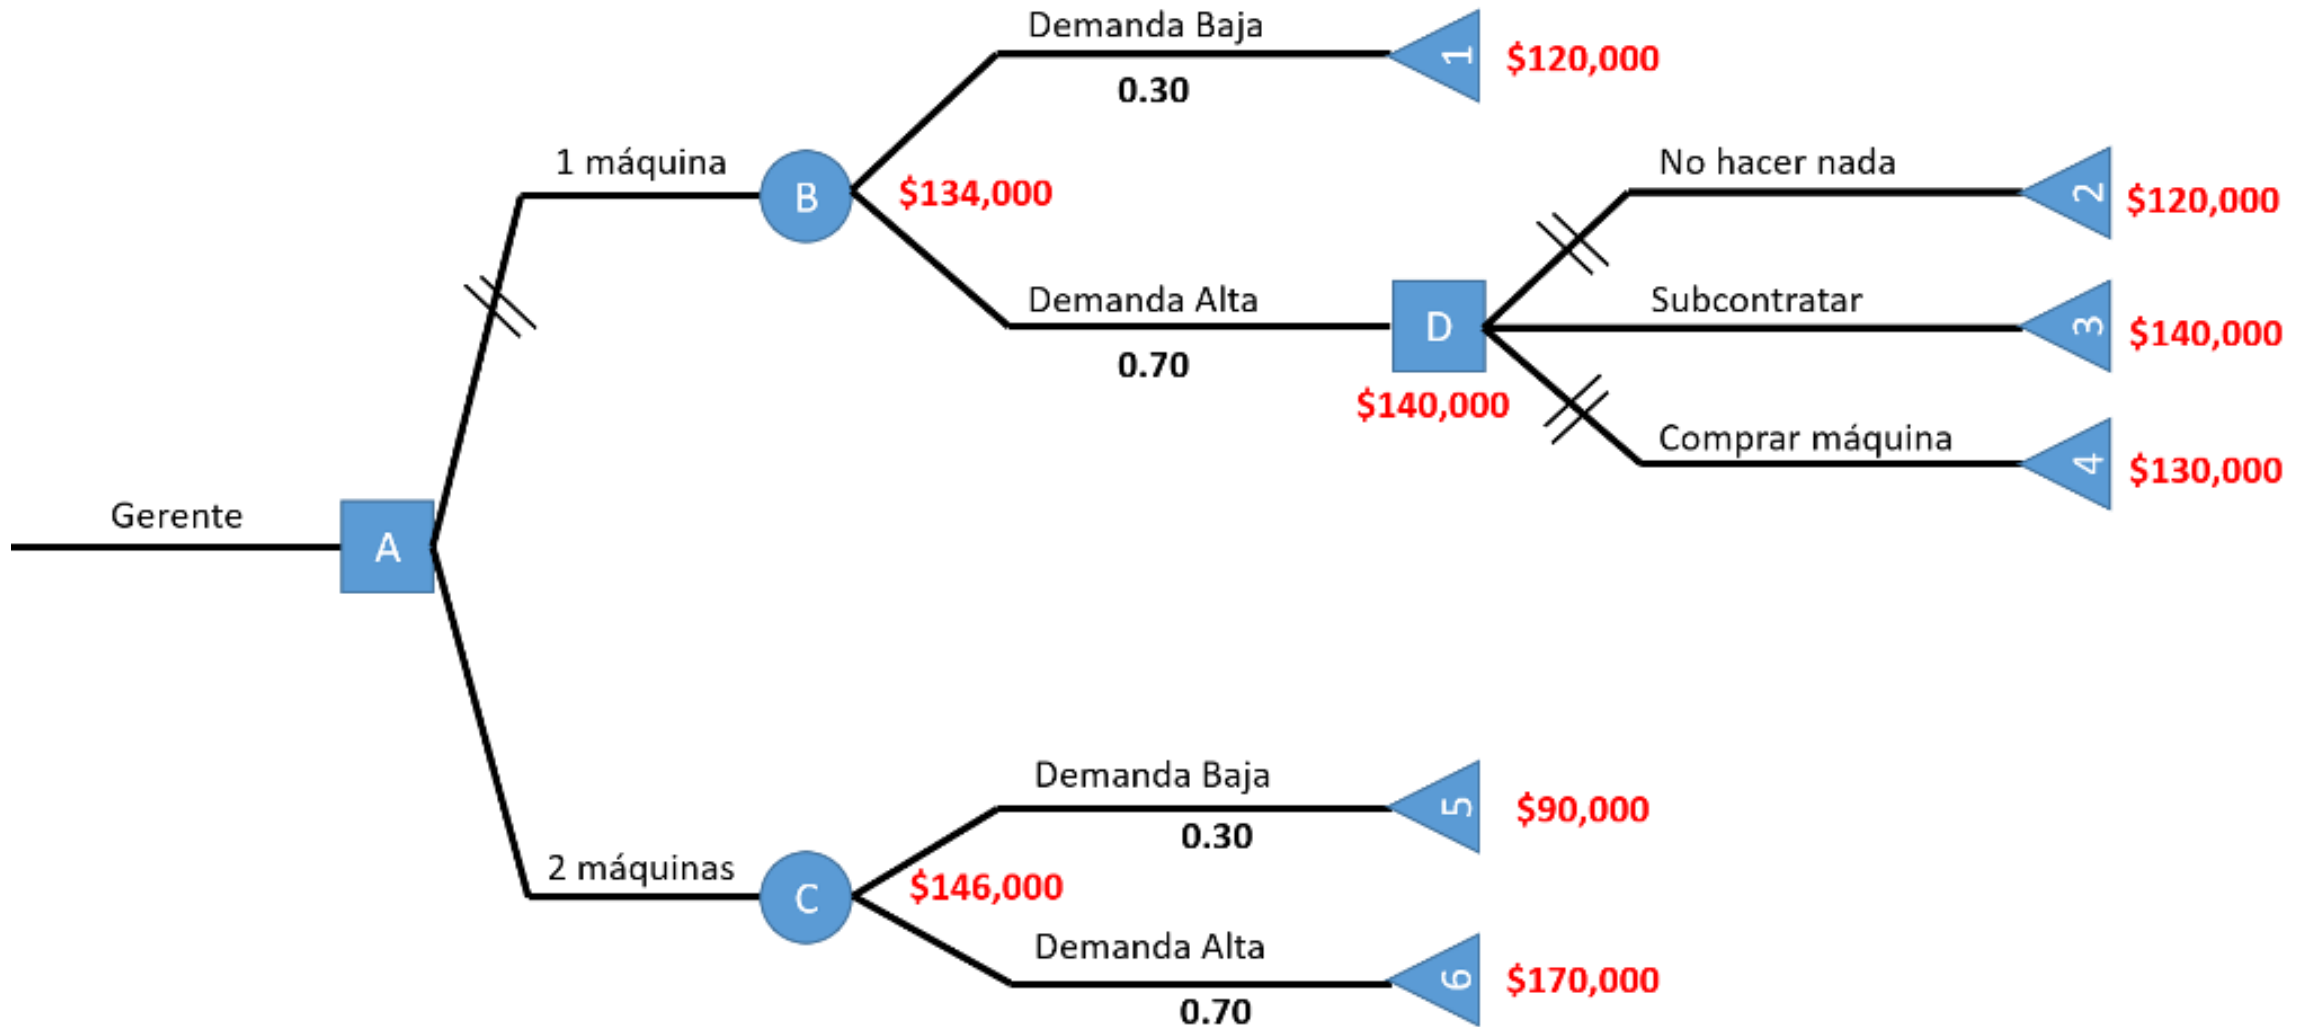 Demanda Baja
1
$120,000
0.30
1 máquina
B
$134,000
No hacer nada
2
$120,000
Demanda Alta
0.70
D
$140,000
Subcontratar
3
$140,000
Comprar máquina
4
$130,000
Gerente
A
Demanda Baja
5
$90,000
0.30
2 máquinas
C
$146,000
Demanda Alta
6
$170,000
0.70